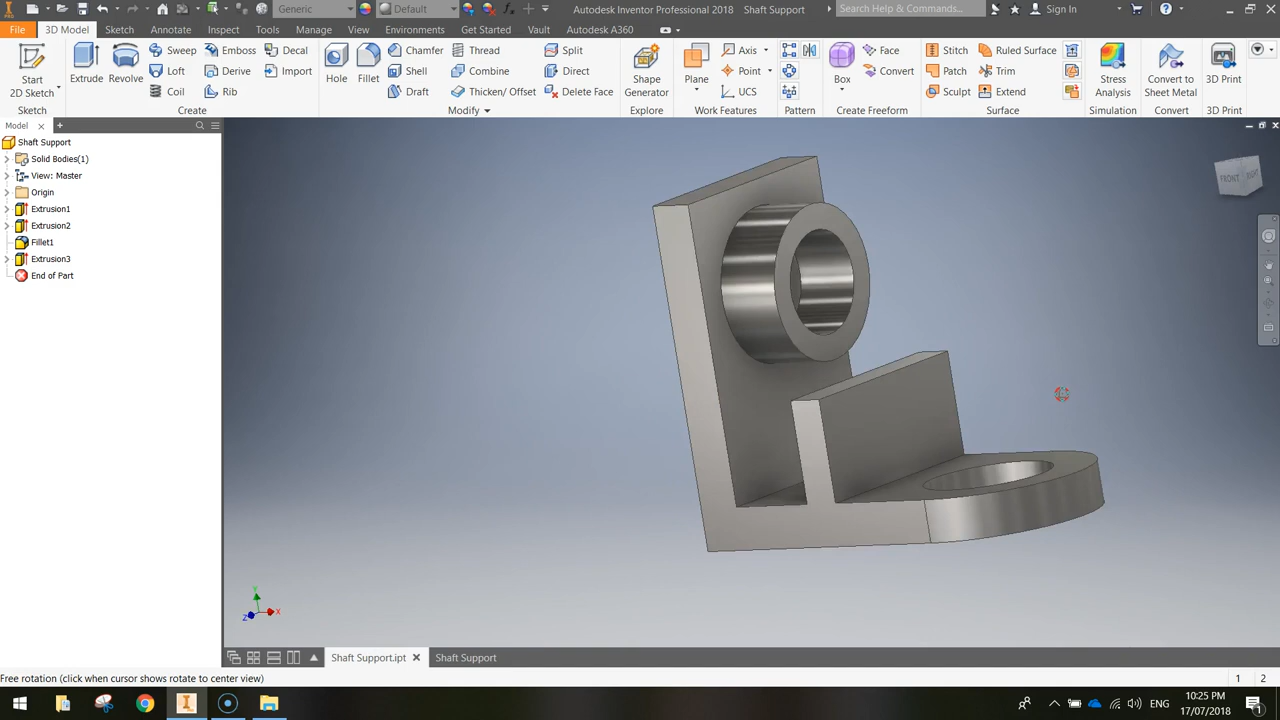 Generic
Default
Autodesk Inventor Professional 2018 Shaft Support
Search Help & Commands...
Sign In
File
3D Model
Sketch
Annotate
Inspect
Tools
Manage
View
Environments
Get Started
Vault
Autodesk A360
Start
2D Sketch
Sketch
Extrude
Revolve
Sweep
Loft
Coil
Emboss
Derive
Rib
Decal
Import
Create
Hole
Fillet
Chamfer
Shell
Draft
Thread
Combine
Thicken/ Offset
Split
Direct
Delete Face
Modify
Shape
Generator
Explore
Plane
Axis
Point
UCS
Work Features
Pattern
Box
Face
Convert
Create Freeform
Stitch
Patch
Sculpt
Ruled Surface
Trim
Extend
Surface
Stress
Analysis
Simulation
Convert to
Sheet Metal
Convert
3D Print
3D Print
Model
Shaft Support
Solid Bodies(1)
View: Master
Origin
Extrusion1
Extrusion2
Fillet1
Extrusion3
End of Part
FRONT
RIGHT
Y
X
Z
Shaft Support.ipt
Shaft Support
Free rotation (click when cursor shows rotate to center view)
1 2
ENG
10:25 PM
17/07/2018
1